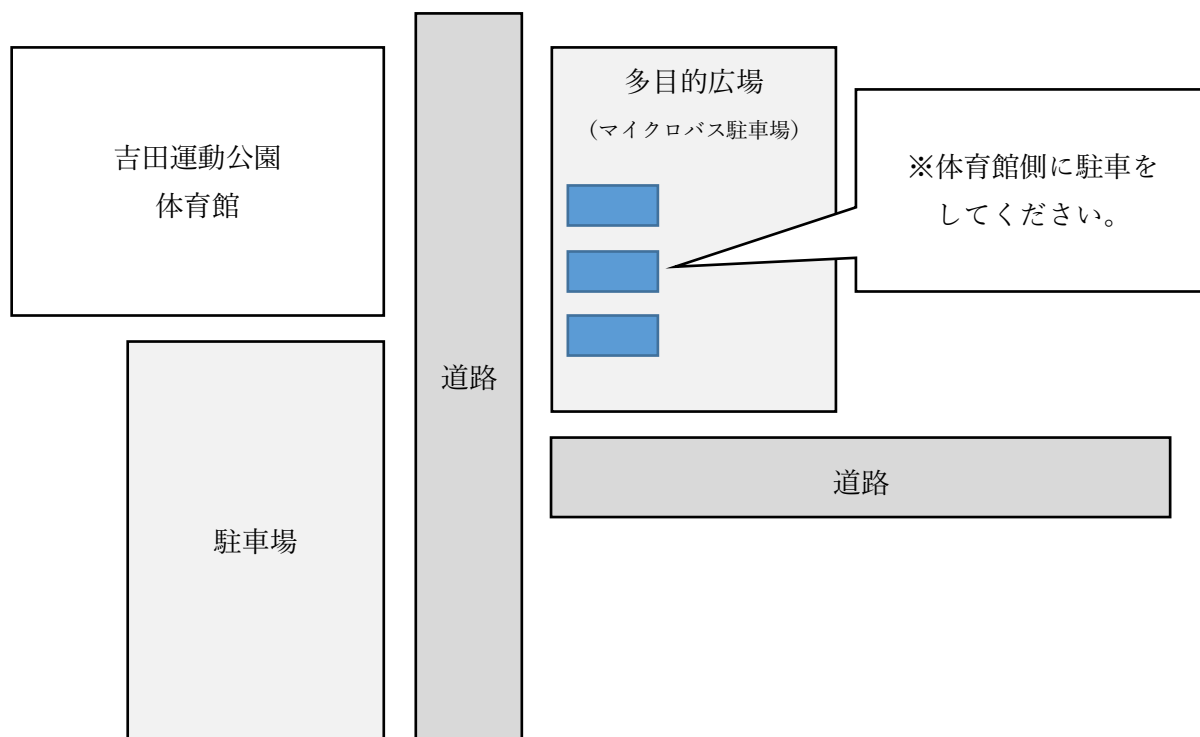 吉田運動公園
体育館
多目的広場
（マイクロバス駐車場）
※体育館側に駐車を
してください。
道路
道路
駐車場